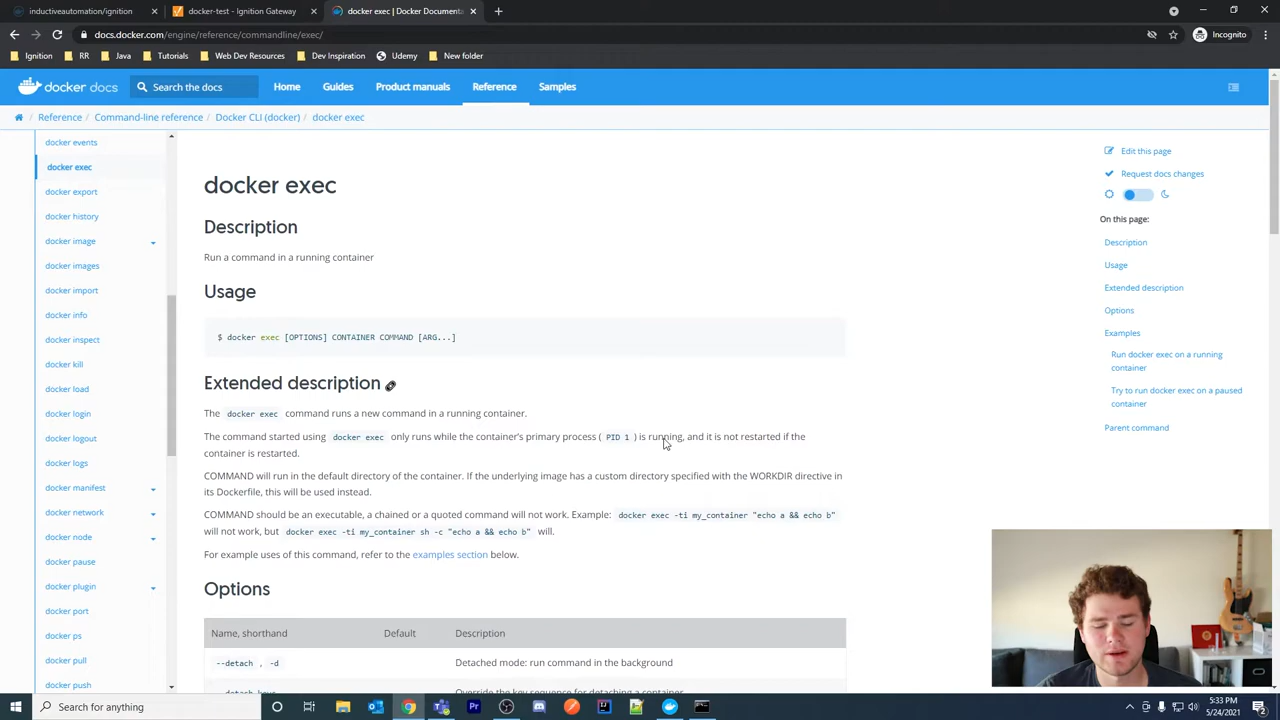 inductiveautomation/Ignition
docker-test - Ignition Gateway
docker exec | Docker Documenta
docs.docker.com/engine/reference/commandline/exec/
Incognito
Ignition
RR
Java
Tutorials
Web Dev Resources
Dev Inspiration
Udemy
New folder
docker docs
Search the docs
Home
Guides
Product manuals
Reference
Samples
/ Reference / Command-line reference / Docker CLI (docker) / docker exec
docker events
docker exec
docker export
docker history
docker image
docker images
docker import
docker info
docker inspect
docker kill
docker load
docker login
docker logout
docker logs
docker manifest
docker network
docker node
docker pause
docker plugin
docker port
docker ps
docker pull
docker push
docker exec
Description
Run a command in a running container
Usage
$ docker exec [OPTIONS] CONTAINER COMMAND [ARG...]
Extended description
The docker exec command runs a new command in a running container.
The command started using docker exec only runs while the container's primary process ( PID 1 ) is running, and it is not restarted if the
container is restarted.
COMMAND will run in the default directory of the container. If the underlying image has a custom directory specified with the WORKDIR directive in
its Dockerfile, this will be used instead.
COMMAND should be an executable, a chained or a quoted command will not work. Example: docker exec -ti my_container "echo a && echo b"
will not work, but docker exec -ti my_container sh -c "echo a && echo b" will.
For example uses of this command, refer to the examples section below.
Options
Name, shorthand Default Description
--detach , -d Detached mode: run command in the background
--detach-keys Override the key sequence for detaching a container
Edit this page
Request docs changes
On this page:
Description
Usage
Extended description
Options
Examples
Run docker exec on a running
container
Try to run docker exec on a paused
container
Parent command
Search for anything
5:33 PM
5/24/2021